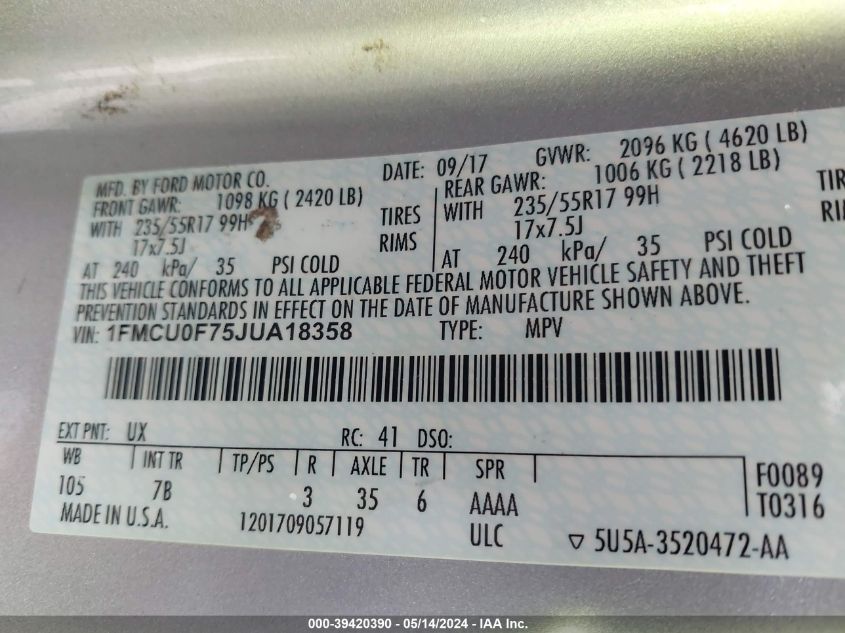 MFD. BY FORD MOTOR CO. DATE: 09/17 GVWR: 2096 KG ( 4620 LB)
FRONT GAWR: 1098 KG ( 2420 LB) REAR GAWR: 1006 KG ( 2218 LB)
WITH 235/55R17 99H TIRES WITH 235/55R17 99H TIR
17x7.5J RIMS 17x7.5J RI
AT 240 kPa/ 35 PSI COLD AT 240 kPa/ 35 PSI COLD
THIS VEHICLE CONFORMS TO ALL APPLICABLE FEDERAL MOTOR VEHICLE SAFETY AND THEFT
PREVENTION STANDARDS IN EFFECT ON THE DATE OF MANUFACTURE SHOWN ABOVE.
VIN: 1FMCU0F75JUA18358 TYPE: MPV
EXT PNT: UX RC: 41 DSO:
WB INT TR TP/PS R AXLE TR SPR F0089
105 7B 3 35 6 AAAA T0316
MADE IN U.S.A. 1201709057119 ULC ▽ 5U5A-3520472-AA
000-39420390 - 05/14/2024 - IAA Inc.